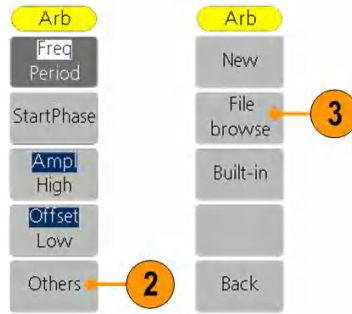 Arb
Freq
Period
StartPhase
Ampl
High
Offset
Low
Others
2
Arb
New
File
browse
3
Built-in
Back